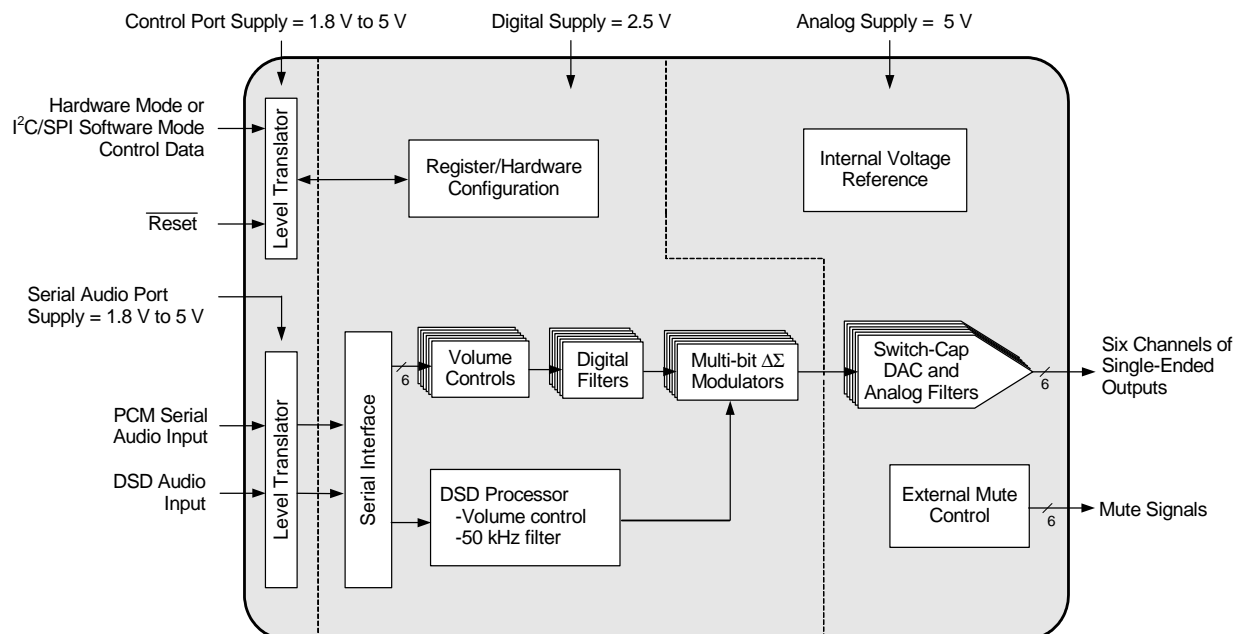 Control Port Supply = 1.8 V to 5 V
Digital Supply = 2.5 V
Analog Supply = 5 V
Hardware Mode or
I²C/SPI Software Mode
Control Data
Reset
Level Translator
Register/Hardware
Configuration
Internal Voltage
Reference
Serial Audio Port
Supply = 1.8 V to 5 V
PCM Serial
Audio Input
DSD Audio
Input
Level Translator
Serial Interface
6
Volume
Controls
Digital
Filters
Multi-bit ΔΣ
Modulators
Switch-Cap
DAC and
Analog Filters
6
Six Channels of
Single-Ended
Outputs
DSD Processor
-Volume control
-50 kHz filter
External Mute
Control
6
Mute Signals